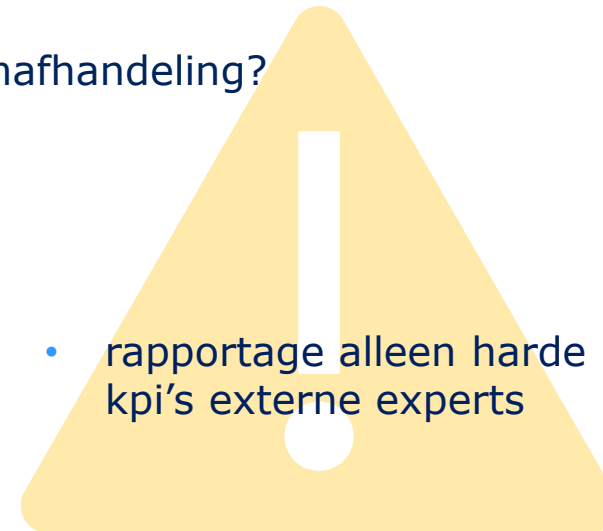 nafhandeling?
• rapportage alleen harde
kpi's externe experts